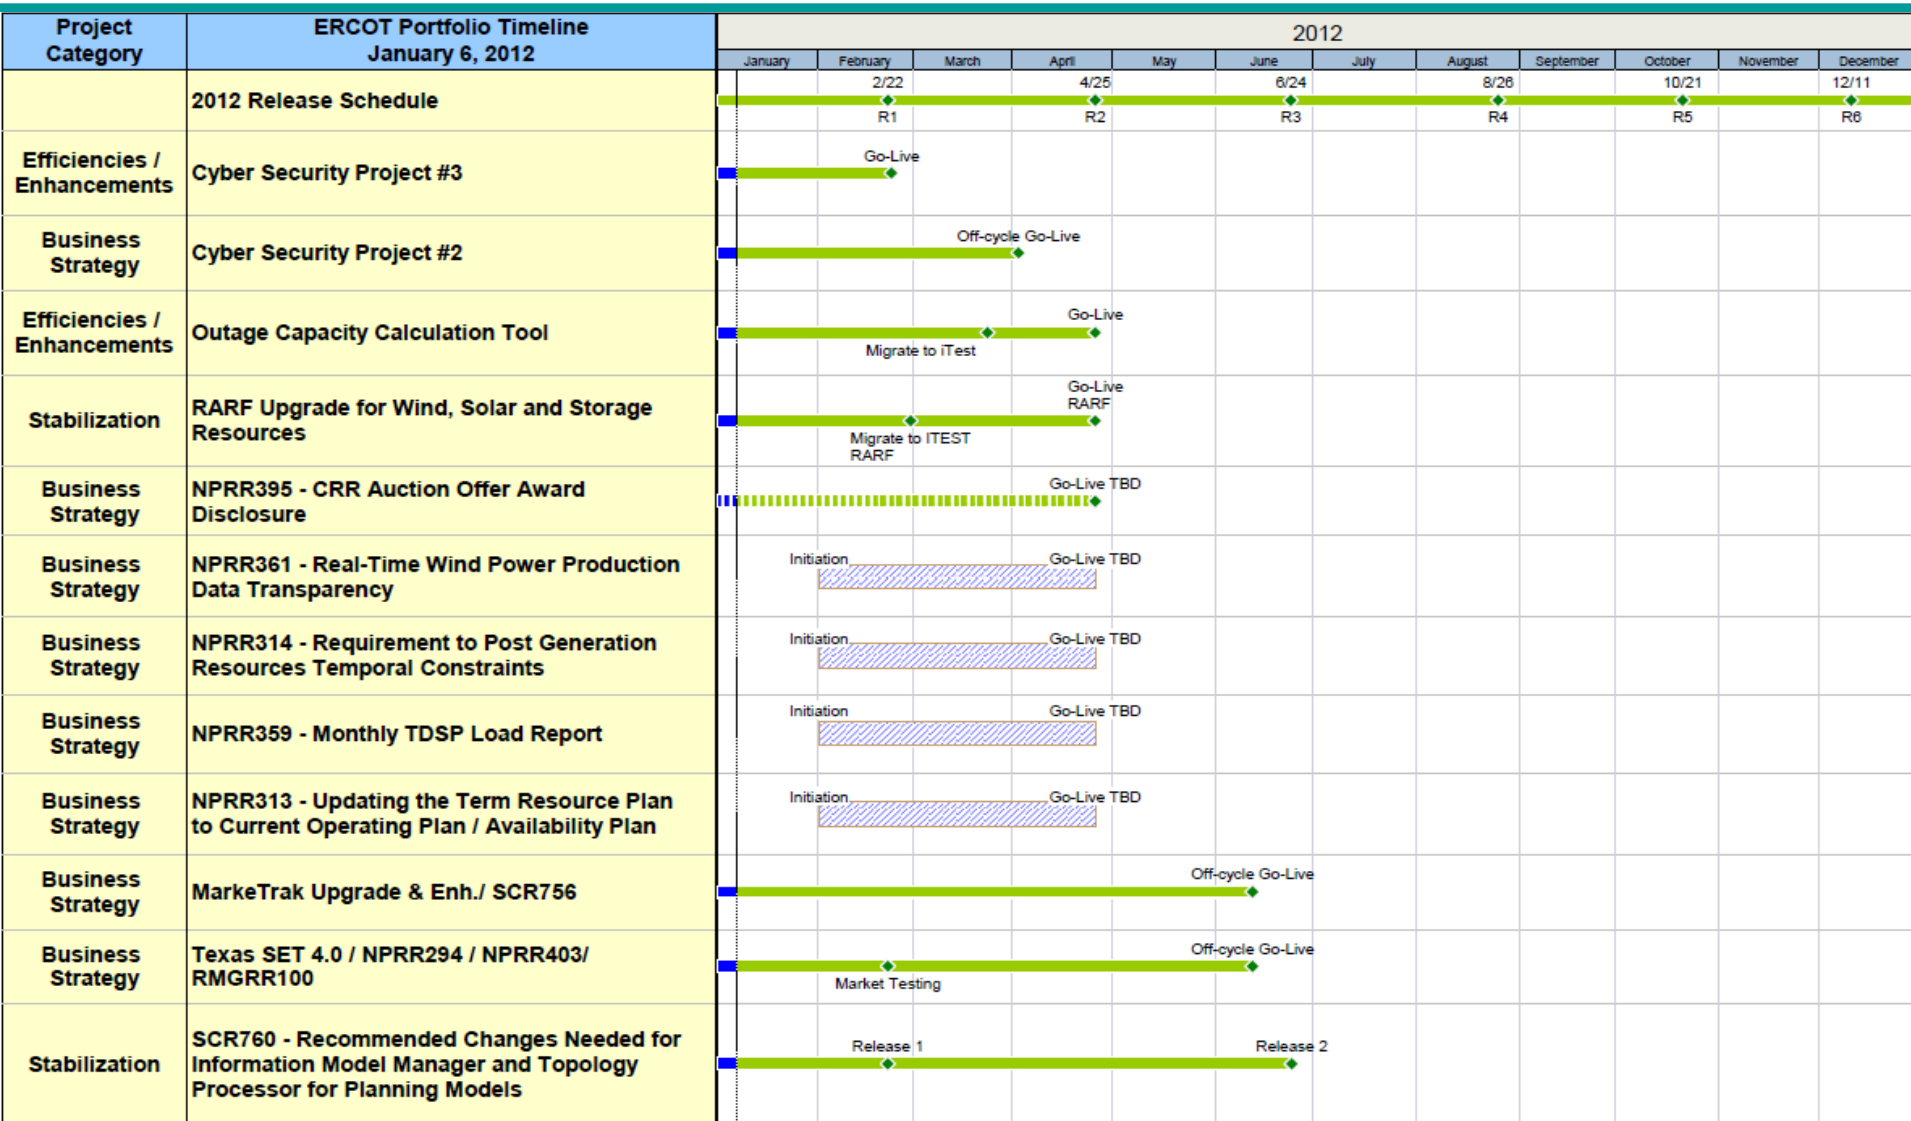 Project
Category
ERCOT Portfolio Timeline
January 6, 2012
2012
January February March April May June July August September October November December
2012 Release Schedule
2/22 4/25 6/24 8/26 10/21 12/11
R1 R2 R3 R4 R5 R6
Efficiencies /
Enhancements
Cyber Security Project #3
Go-Live
Business
Strategy
Cyber Security Project #2
Off-cycle Go-Live
Efficiencies /
Enhancements
Outage Capacity Calculation Tool
Go-Live
Migrate to iTest
Stabilization
RARF Upgrade for Wind, Solar and Storage
Resources
Go-Live
RARF
Migrate to ITEST
RARF
Business
Strategy
NPRR395 - CRR Auction Offer Award
Disclosure
Go-Live TBD
Business
Strategy
NPRR361 - Real-Time Wind Power Production
Data Transparency
Initiation Go-Live TBD
Business
Strategy
NPRR314 - Requirement to Post Generation
Resources Temporal Constraints
Initiation Go-Live TBD
Business
Strategy
NPRR359 - Monthly TDSP Load Report
Initiation Go-Live TBD
Business
Strategy
NPRR313 - Updating the Term Resource Plan
to Current Operating Plan / Availability Plan
Initiation Go-Live TBD
Business
Strategy
MarkeTrak Upgrade & Enh./ SCR756
Off-cycle Go-Live
Business
Strategy
Texas SET 4.0 / NPRR294 / NPRR403/
RMGRR100
Off-cycle Go-Live
Market Testing
Stabilization
SCR760 - Recommended Changes Needed for
Information Model Manager and Topology
Processor for Planning Models
Release 1 Release 2